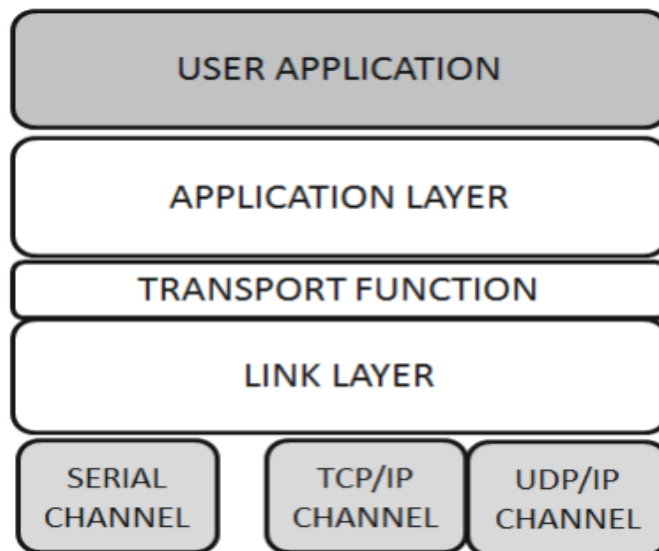 USER APPLICATION
APPLICATION LAYER
TRANSPORT FUNCTION
LINK LAYER
SERIAL
CHANNEL
TCP/IP
CHANNEL
UDP/IP
CHANNEL